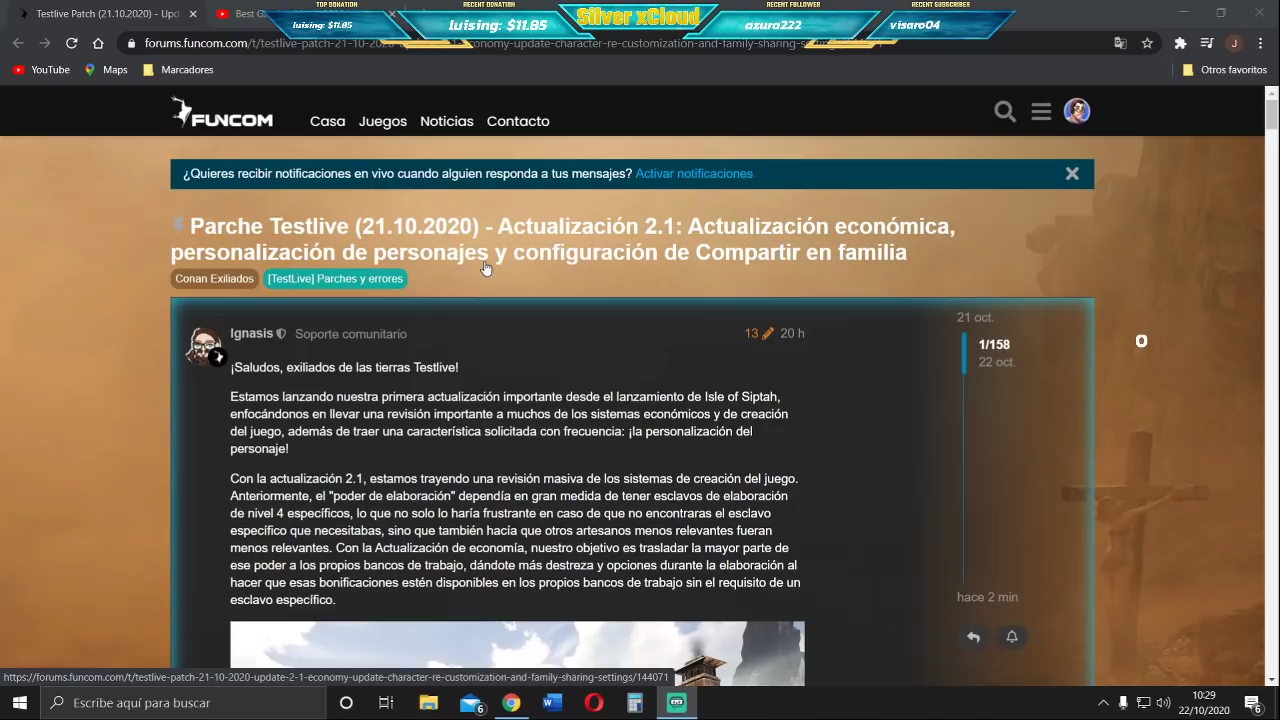 Testlive Patch (21.10.2020) - Upd
Best G
TOP DONATION
luising: $11.85
RECENT DONATION
luising: $11.85
Silver xCloud
RECENT FOLLOWER
azura222
RECENT SUBSCRIBER
visaro04
forums.funcom.com/t/testlive-patch-21-10-2020-update-2-1-economy-update-character-re-customization-and-family-sharing-settings/144071
YouTube
Maps
Marcadores
Otros favoritos
FUNCOM
Casa
Juegos
Noticias
Contacto
¿Quieres recibir notificaciones en vivo cuando alguien responda a tus mensajes? Activar notificaciones
Parche Testlive (21.10.2020) - Actualización 2.1: Actualización económica,
personalización de personajes y configuración de Compartir en familia
Conan Exiliados
[TestLive] Parches y errores
Ignasis
Soporte comunitario
13
20 h
21 oct.
1/158
22 oct.
¡Saludos, exiliados de las tierras Testlive!
Estamos lanzando nuestra primera actualización importante desde el lanzamiento de Isle of Siptah,
enfocándonos en llevar una revisión importante a muchos de los sistemas económicos y de creación
del juego, además de traer una característica solicitada con frecuencia: ¡la personalización del
personaje!
Con la actualización 2.1, estamos trayendo una revisión masiva de los sistemas de creación del juego.
Anteriormente, el "poder de elaboración" dependía en gran medida de tener esclavos de elaboración
de nivel 4 específicos, lo que no solo lo haría frustrante en caso de que no encontraras el esclavo
específico que necesitabas, sino que también hacía que otros artesanos menos relevantes fueran
menos relevantes. Con la Actualización de economía, nuestro objetivo es trasladar la mayor parte de
ese poder a los propios bancos de trabajo, dándote más destreza y opciones durante la elaboración al
hacer que esas bonificaciones estén disponibles en los propios bancos de trabajo sin el requisito de un
esclavo específico.
hace 2 min
https://forums.funcom.com/t/testlive-patch-21-10-2020-update-2-1-economy-update-character-re-customization-and-family-sharing-settings/144071
Escribe aquí para buscar
6
10:29
22/10/2020
6